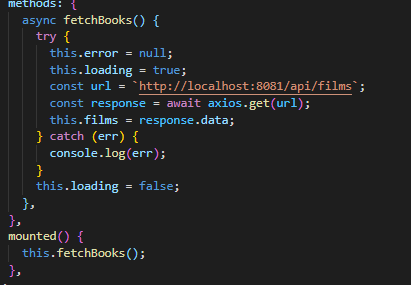 methods: {
async fetchBooks() {
try {
this.error = null;
this.loading = true;
const url = `http://localhost:8081/api/films`;
const response = await axios.get(url);
this.films = response.data;
} catch (err) {
console.log(err);
}
this.loading = false;
},
},
mounted() {
this.fetchBooks();
},